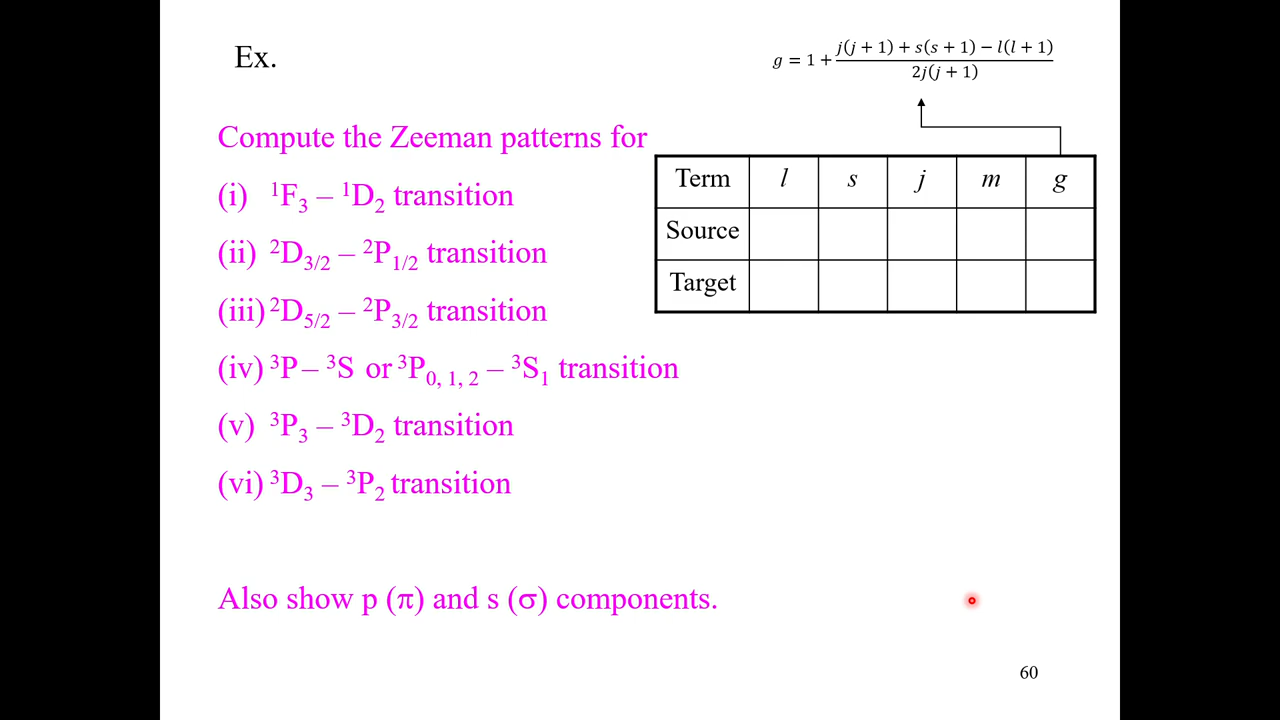 Ex.
g = 1 + j(j + 1) + s(s + 1) − l(l + 1) / 2j(j + 1)
Compute the Zeeman patterns for
(i) ¹F₃ – ¹D₂ transition
(ii) ²D₃/₂ – ²P₁/₂ transition
(iii) ²D₅/₂ – ²P₃/₂ transition
(iv) ³P – ³S or ³P₀, ₁, ₂ – ³S₁ transition
(v) ³P₃ – ³D₂ transition
(vi) ³D₃ – ³P₂ transition
Term l s j m g
Source
Target
Also show p (π) and s (σ) components.
60